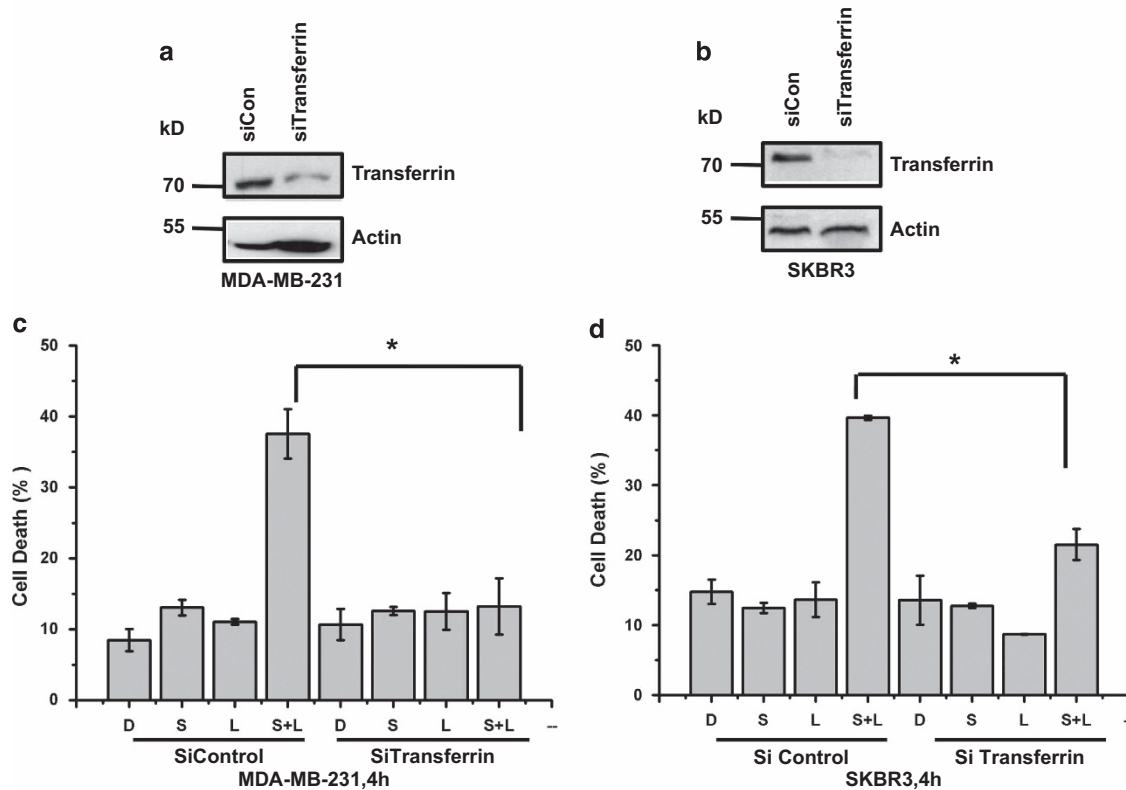 a
siCon
siTransferrin
kD
70
Transferrin
55
Actin
MDA-MB-231
b
siCon
siTransferrin
kD
70
Transferrin
55
Actin
SKBR3
c
50
40
30
20
10
0
Cell Death (% )
*
D S L S+L D S L S+L --
SiControl SiTransferrin
MDA-MB-231,4h
d
50
40
30
20
10
0
Cell Death (% )
*
D S L S+L D S L S+L -
Si Control Si Transferrin
SKBR3,4h